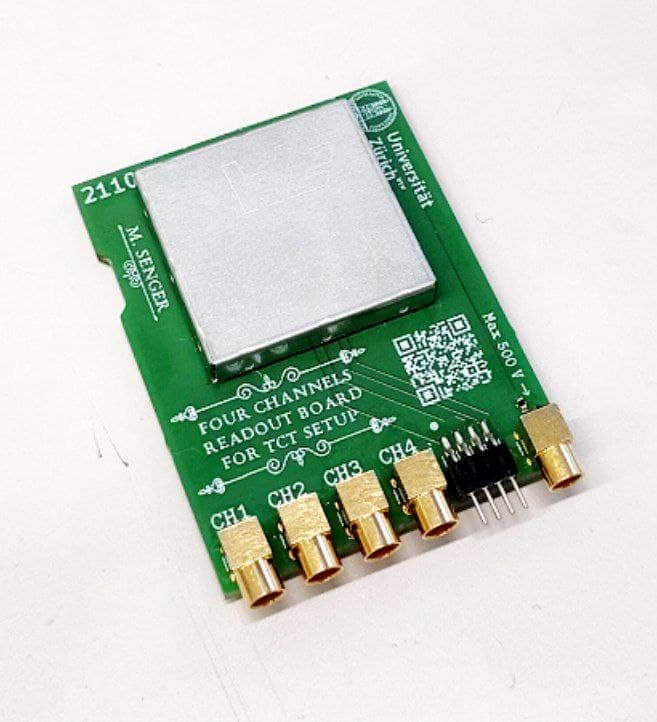 2110
Universität
Zürich
M. SENGER
Max 500 V →
FOUR CHANNELS
READOUT BOARD
FOR TCT SETUP
CH1
CH2
CH3
CH4